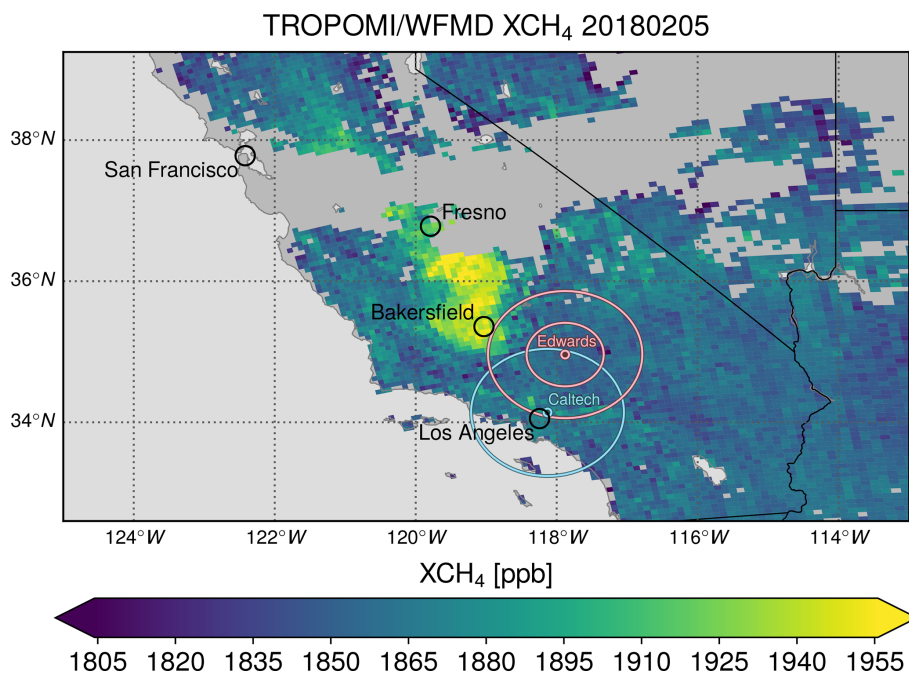 TROPOMI/WFMD XCH₄ 20180205
38°N
San Francisco
Fresno
36°N
Bakersfield
Edwards
Caltech
34°N
Los Angeles
124°W 122°W 120°W 118°W 116°W 114°W
XCH₄ [ppb]
1805 1820 1835 1850 1865 1880 1895 1910 1925 1940 1955